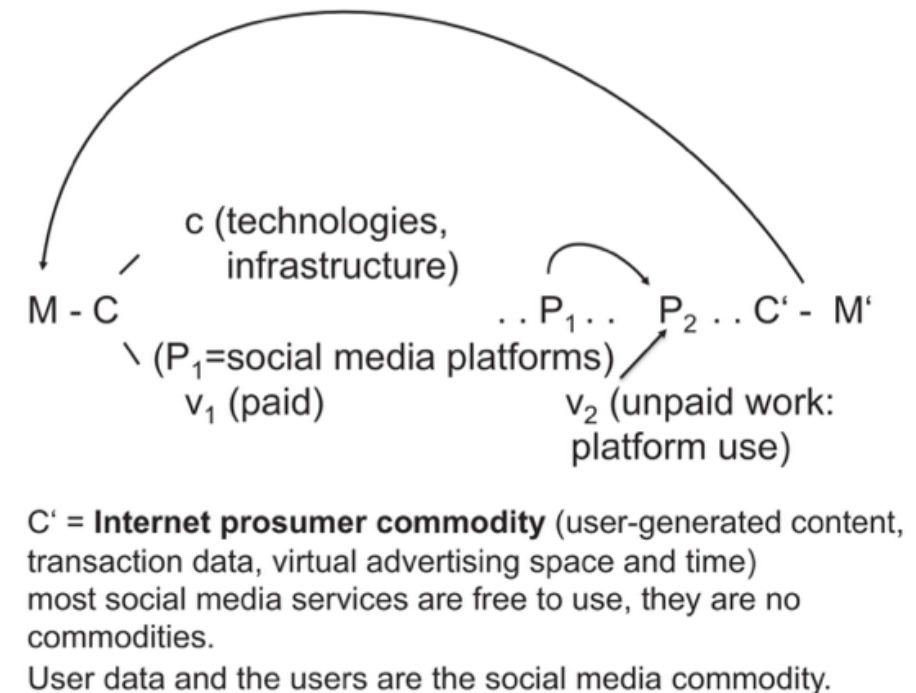 c (technologies,
infrastructure)
M - C . . P₁ . . P₂ . . C‘ - M‘
(P₁=social media platforms)
v₁ (paid) v₂ (unpaid work:
platform use)
C‘ = Internet prosumer commodity (user-generated content,
transaction data, virtual advertising space and time)
most social media services are free to use, they are no
commodities.
User data and the users are the social media commodity.